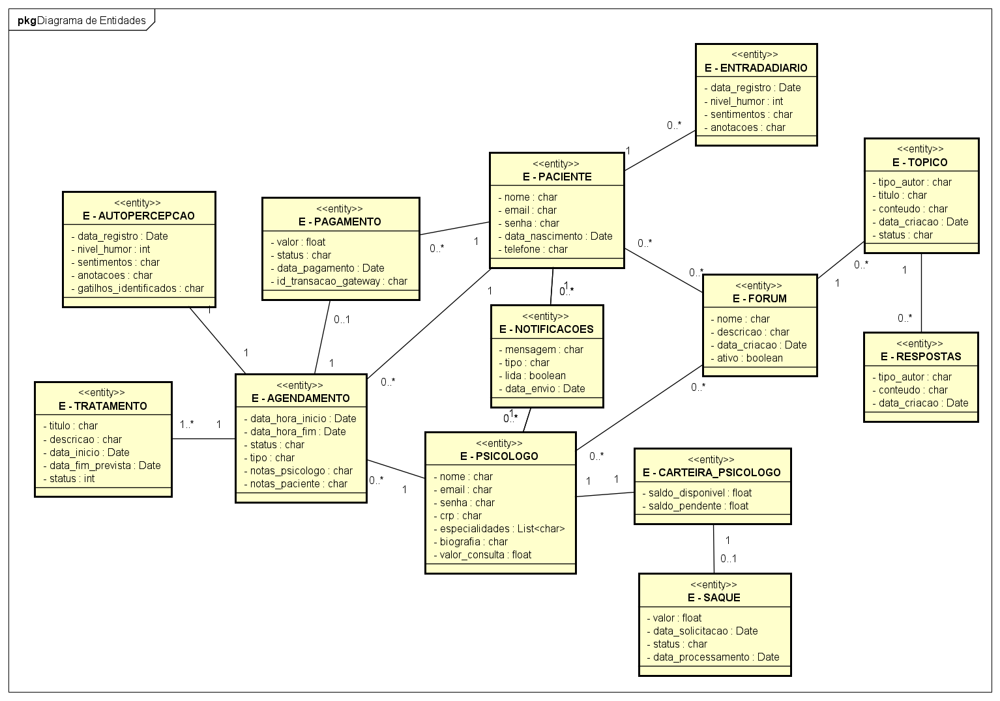 pkg Diagrama de Entidades
<<entity>>
E - ENTRADADIARIO
- data_registro : Date
- nivel_humor : int
- sentimentos : char
- anotacoes : char
0..*
1
<<entity>>
E - TOPICO
- tipo_autor : char
- titulo : char
- conteudo : char
- data_criacao : Date
- status : char
<<entity>>
E - PACIENTE
- nome : char
- email : char
- senha : char
- data_nascimento : Date
- telefone : char
<<entity>>
E - AUTOPERCEPCAO
- data_registro : Date
- nivel_humor : int
- sentimentos : char
- anotacoes : char
- gatilhos_identificados : char
<<entity>>
E - PAGAMENTO
- valor : float
- status : char
- data_pagamento : Date
- id_transacao_gateway : char
0..*
1
0..*
0..*
1
0..*
1
0..*
1
0..*
1
<<entity>>
E - FORUM
- nome : char
- descricao : char
- data_criacao : Date
- ativo : boolean
1
1
0..1
1
<<entity>>
E - NOTIFICACOES
- mensagem : char
- tipo : char
- lida : boolean
- data_envio : Date
<<entity>>
E - RESPOSTAS
- tipo_autor : char
- conteudo : char
- data_criacao : Date
0..*
0..*
<<entity>>
E - TRATAMENTO
- titulo : char
- descricao : char
- data_inicio : Date
- data_fim_prevista : Date
- status : int
1..*
1
<<entity>>
E - AGENDAMENTO
- data_hora_inicio : Date
- data_hora_fim : Date
- status : char
- tipo : char
- notas_psicologo : char
- notas_paciente : char
0..*
1
0..*
1
<<entity>>
E - PSICOLOGO
- nome : char
- email : char
- senha : char
- crp : char
- especialidades : List<char>
- biografia : char
- valor_consulta : float
0..*
1
1
<<entity>>
E - CARTEIRA_PSICOLOGO
- saldo_disponivel : float
- saldo_pendente : float
1
0..1
<<entity>>
E - SAQUE
- valor : float
- data_solicitacao : Date
- status : char
- data_processamento : Date